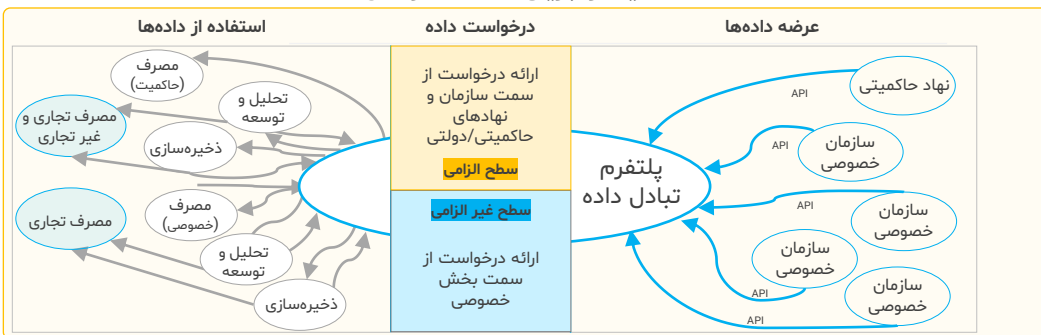 عرضه داده‌ها
درخواست داده
استفاده از داده‌ها
نهاد حاکمیتی
API
سازمان
خصوصی
API
سازمان
خصوصی
API
سازمان
خصوصی
API
سازمان
خصوصی
API
پلتفرم
تبادل داده
ارائه درخواست از
سمت سازمان و
نهادهای
حاکمیتی/دولتی
سطح الزامی
سطح غیر الزامی
ارائه درخواست از
سمت بخش
خصوصی
مصرف
(حاکمیت)
تحلیل و
توسعه
مصرف تجاری و
غیر تجاری
ذخیره‌سازی
مصرف
(خصوصی)
مصرف تجاری
تحلیل و
توسعه
ذخیره‌سازی